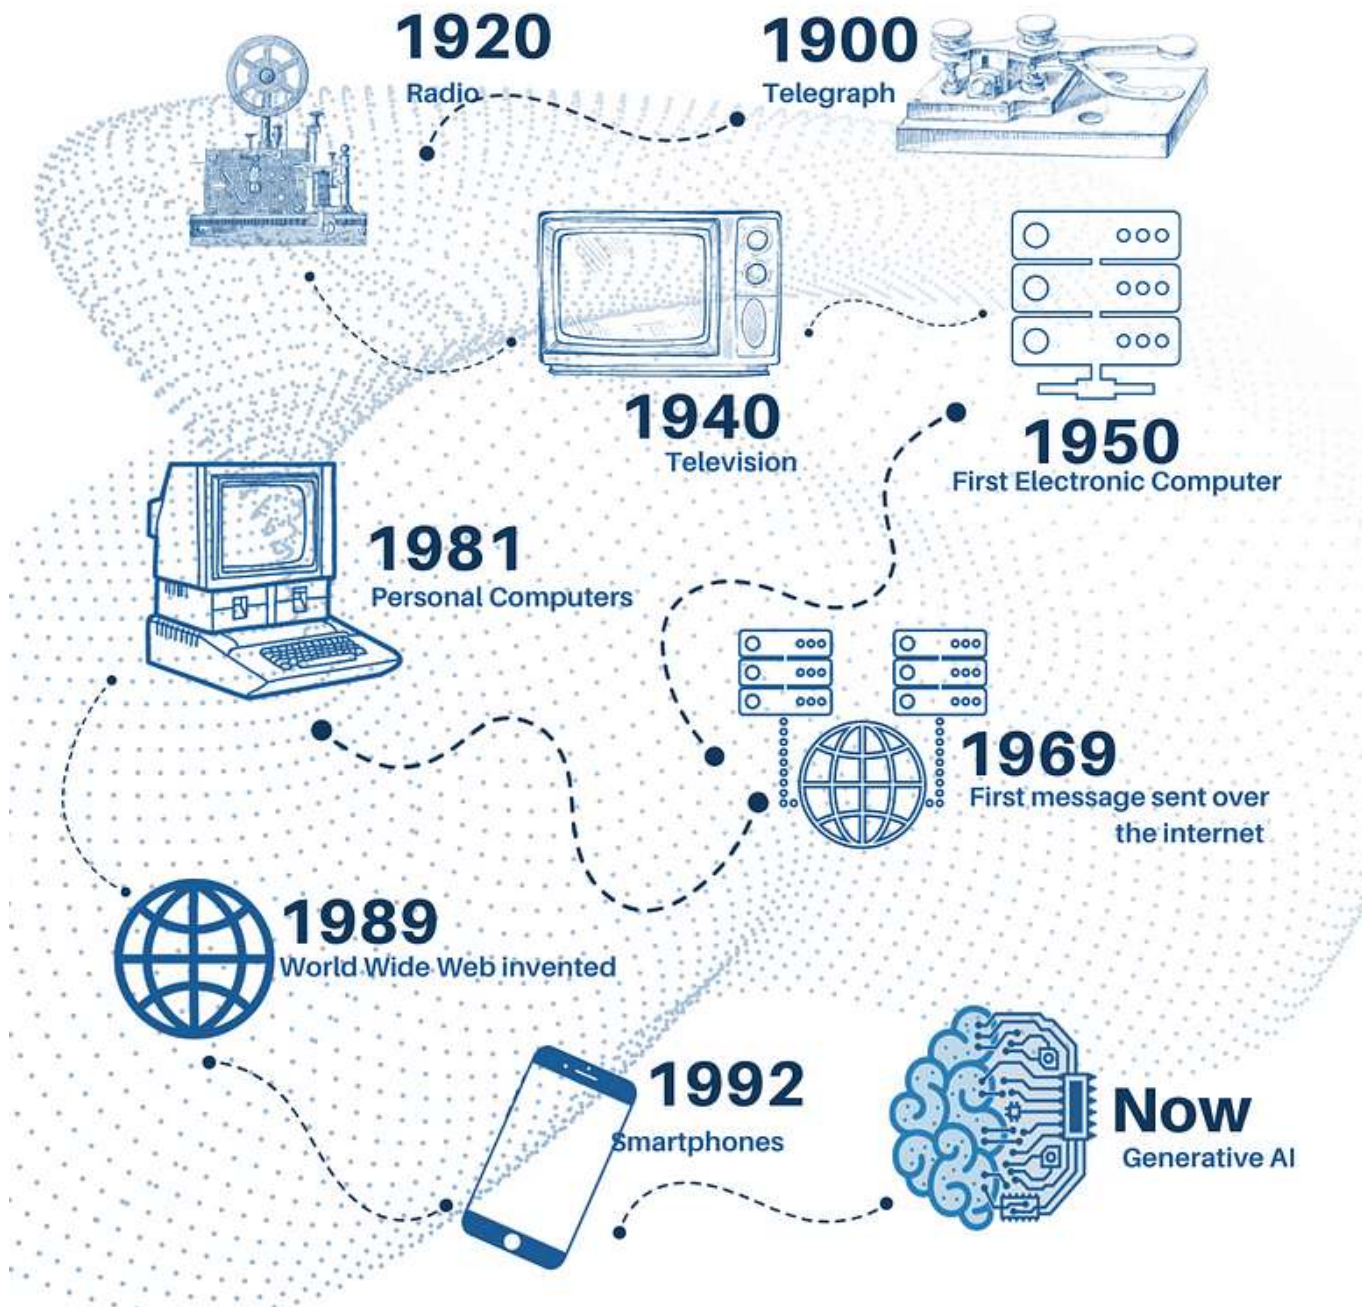 1920
Radio
1900
Telegraph
1940
Television
1950
First Electronic Computer
1981
Personal Computers
1969
First message sent over
the internet
1989
World Wide Web invented
1992
Smartphones
Now
Generative AI